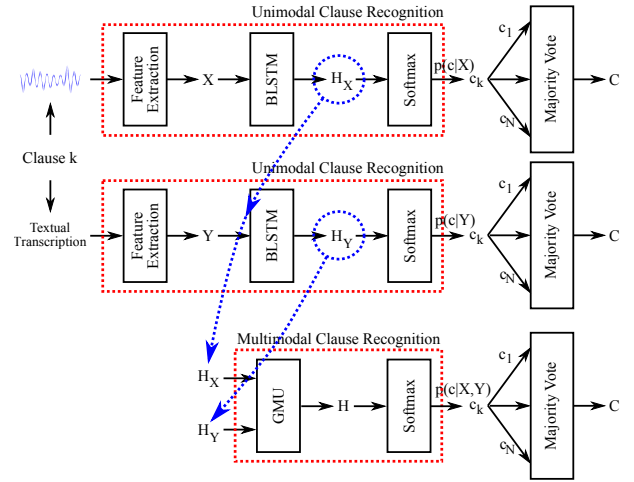 Unimodal Clause Recognition
Feature Extraction
X
BLSTM
H_X
Softmax
p(c|X)
c_k
c_1
c_N
Majority Vote
C
Clause k
Unimodal Clause Recognition
Textual
Transcription
Feature Extraction
Y
BLSTM
H_Y
Softmax
p(c|Y)
c_k
c_1
c_N
Majority Vote
C
Multimodal Clause Recognition
H_X
H_Y
GMU
H
Softmax
p(c|X,Y)
c_k
c_1
c_N
Majority Vote
C